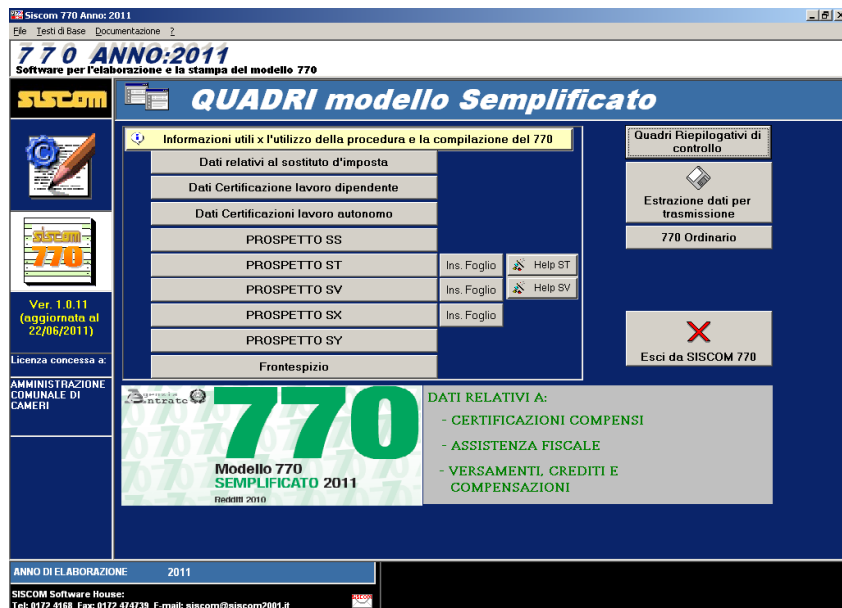 Siscom 770 Anno: 2011
File Testi di Base Documentazione ?
7 7 0 ANNO:2011
Software per l'elaborazione e la stampa del modello 770
siscom
QUADRI modello Semplificato
Informazioni utili x l'utilizzo della procedura e la compilazione del 770
Dati relativi al sostituto d'imposta
Dati Certificazione lavoro dipendente
Dati Certificazioni lavoro autonomo
PROSPETTO SS
PROSPETTO ST Ins. Foglio Help ST
PROSPETTO SV Ins. Foglio Help SV
PROSPETTO SX Ins. Foglio
PROSPETTO SY
Frontespizio
Quadri Riepilogativi di
controllo
Estrazione dati per
trasmissione
770 Ordinario
Esci da SISCOM 770
siscom
770
Ver. 1.0.11
(aggiornata al
22/06/2011)
Licenza concessa a:
AMMINISTRAZIONE
COMUNALE DI
CAMERI
Agenzia
Entrate
770
Modello 770
SEMPLIFICATO 2011
Redditi 2010
DATI RELATIVI A:
- CERTIFICAZIONI COMPENSI
- ASSISTENZA FISCALE
- VERSAMENTI, CREDITI E
COMPENSAZIONI
ANNO DI ELABORAZIONE 2011
SISCOM Software House:
Tel: 0172 4168 Fax: 0172 474739 E-mail: siscom@siscom2001.it